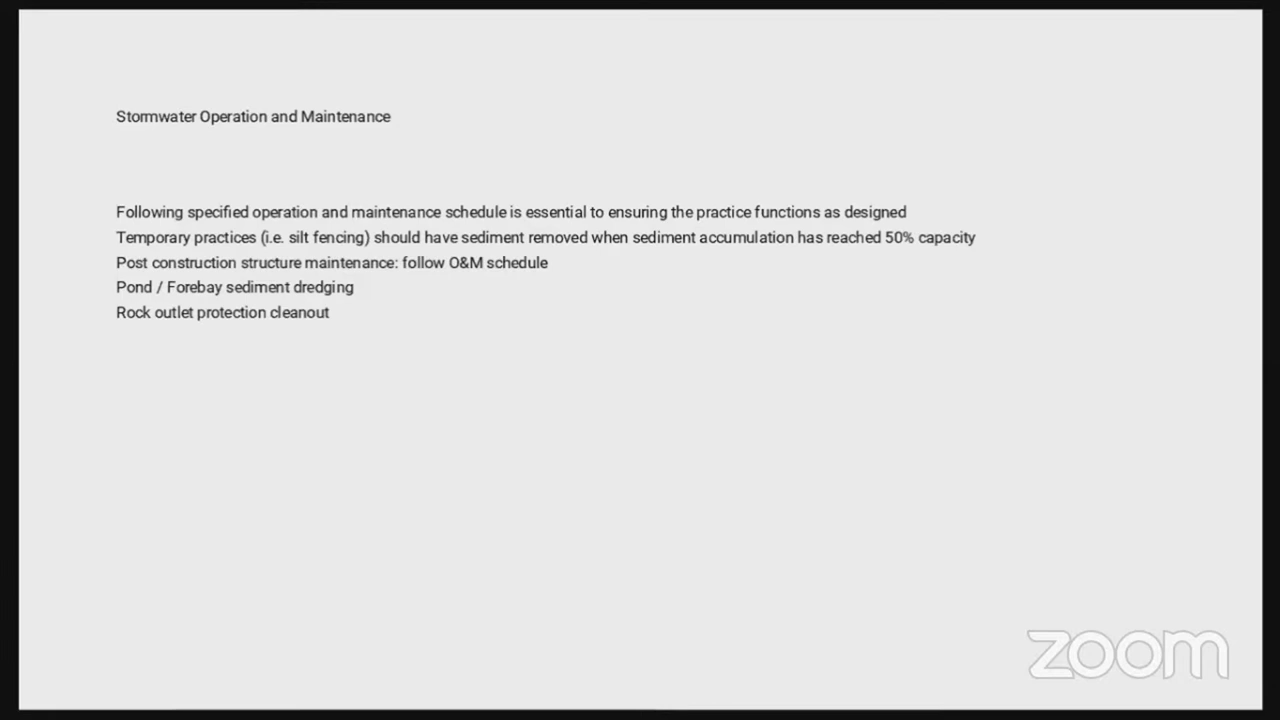 Stormwater Operation and Maintenance
Following specified operation and maintenance schedule is essential to ensuring the practice functions as designed
Temporary practices (i.e. silt fencing) should have sediment removed when sediment accumulation has reached 50% capacity
Post construction structure maintenance: follow O&M schedule
Pond / Forebay sediment dredging
Rock outlet protection cleanout
zoom